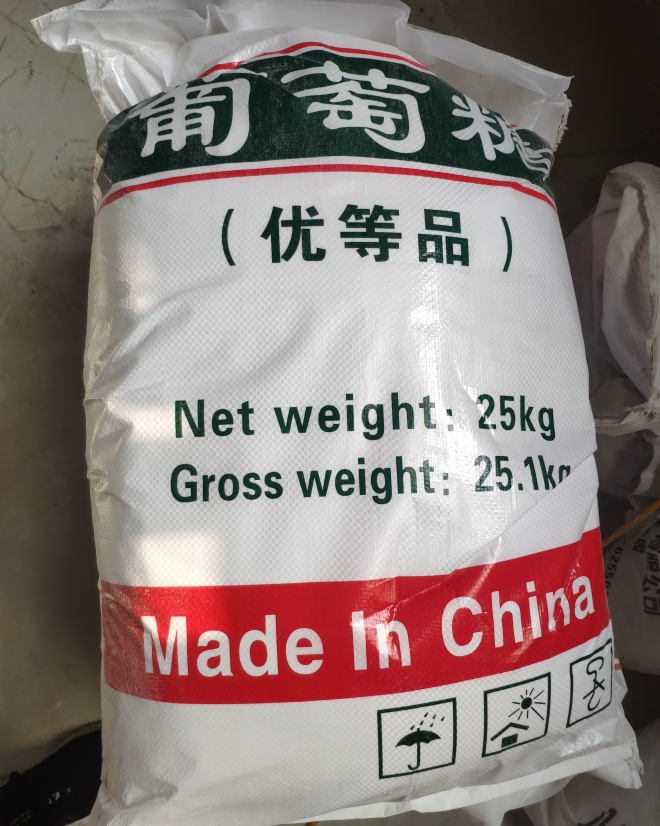 葡萄糖
（优等品）
Net weight: 25kg
Gross weight: 25.1kg
Made In China